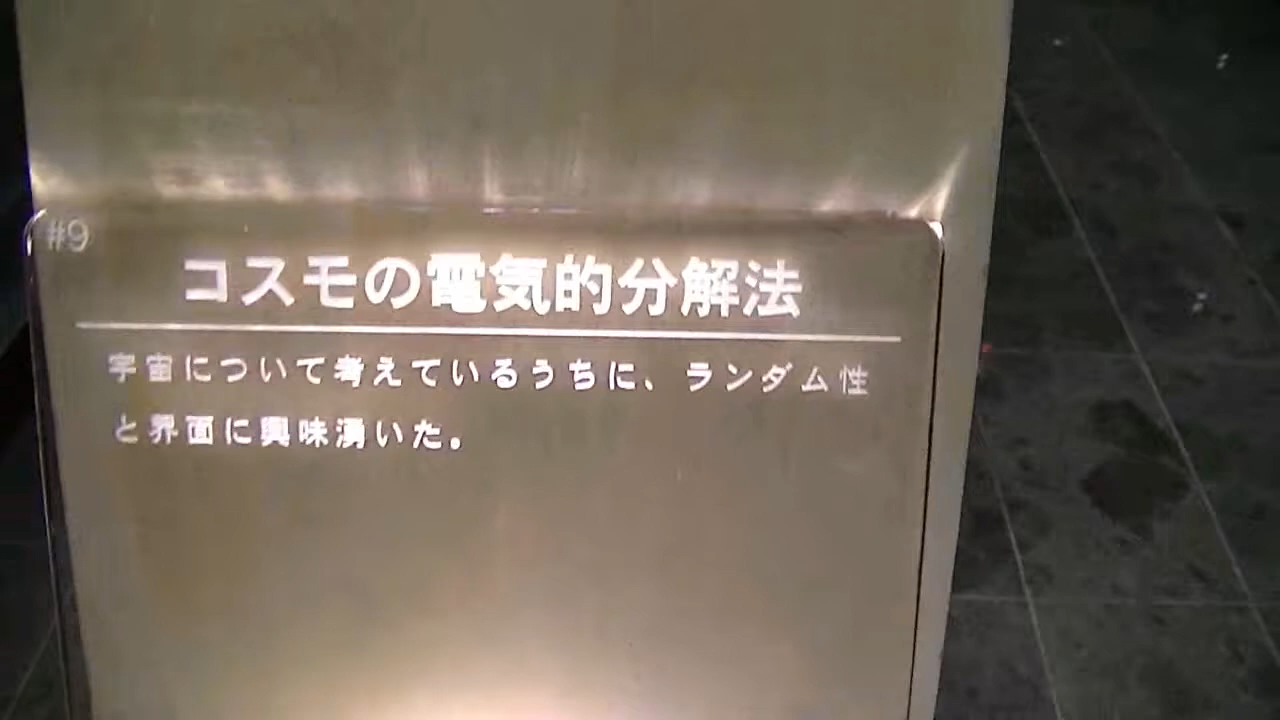 #9
コスモの電気的分解法
宇宙について考えているうちに、ランダム性
と界面に興味湧いた。